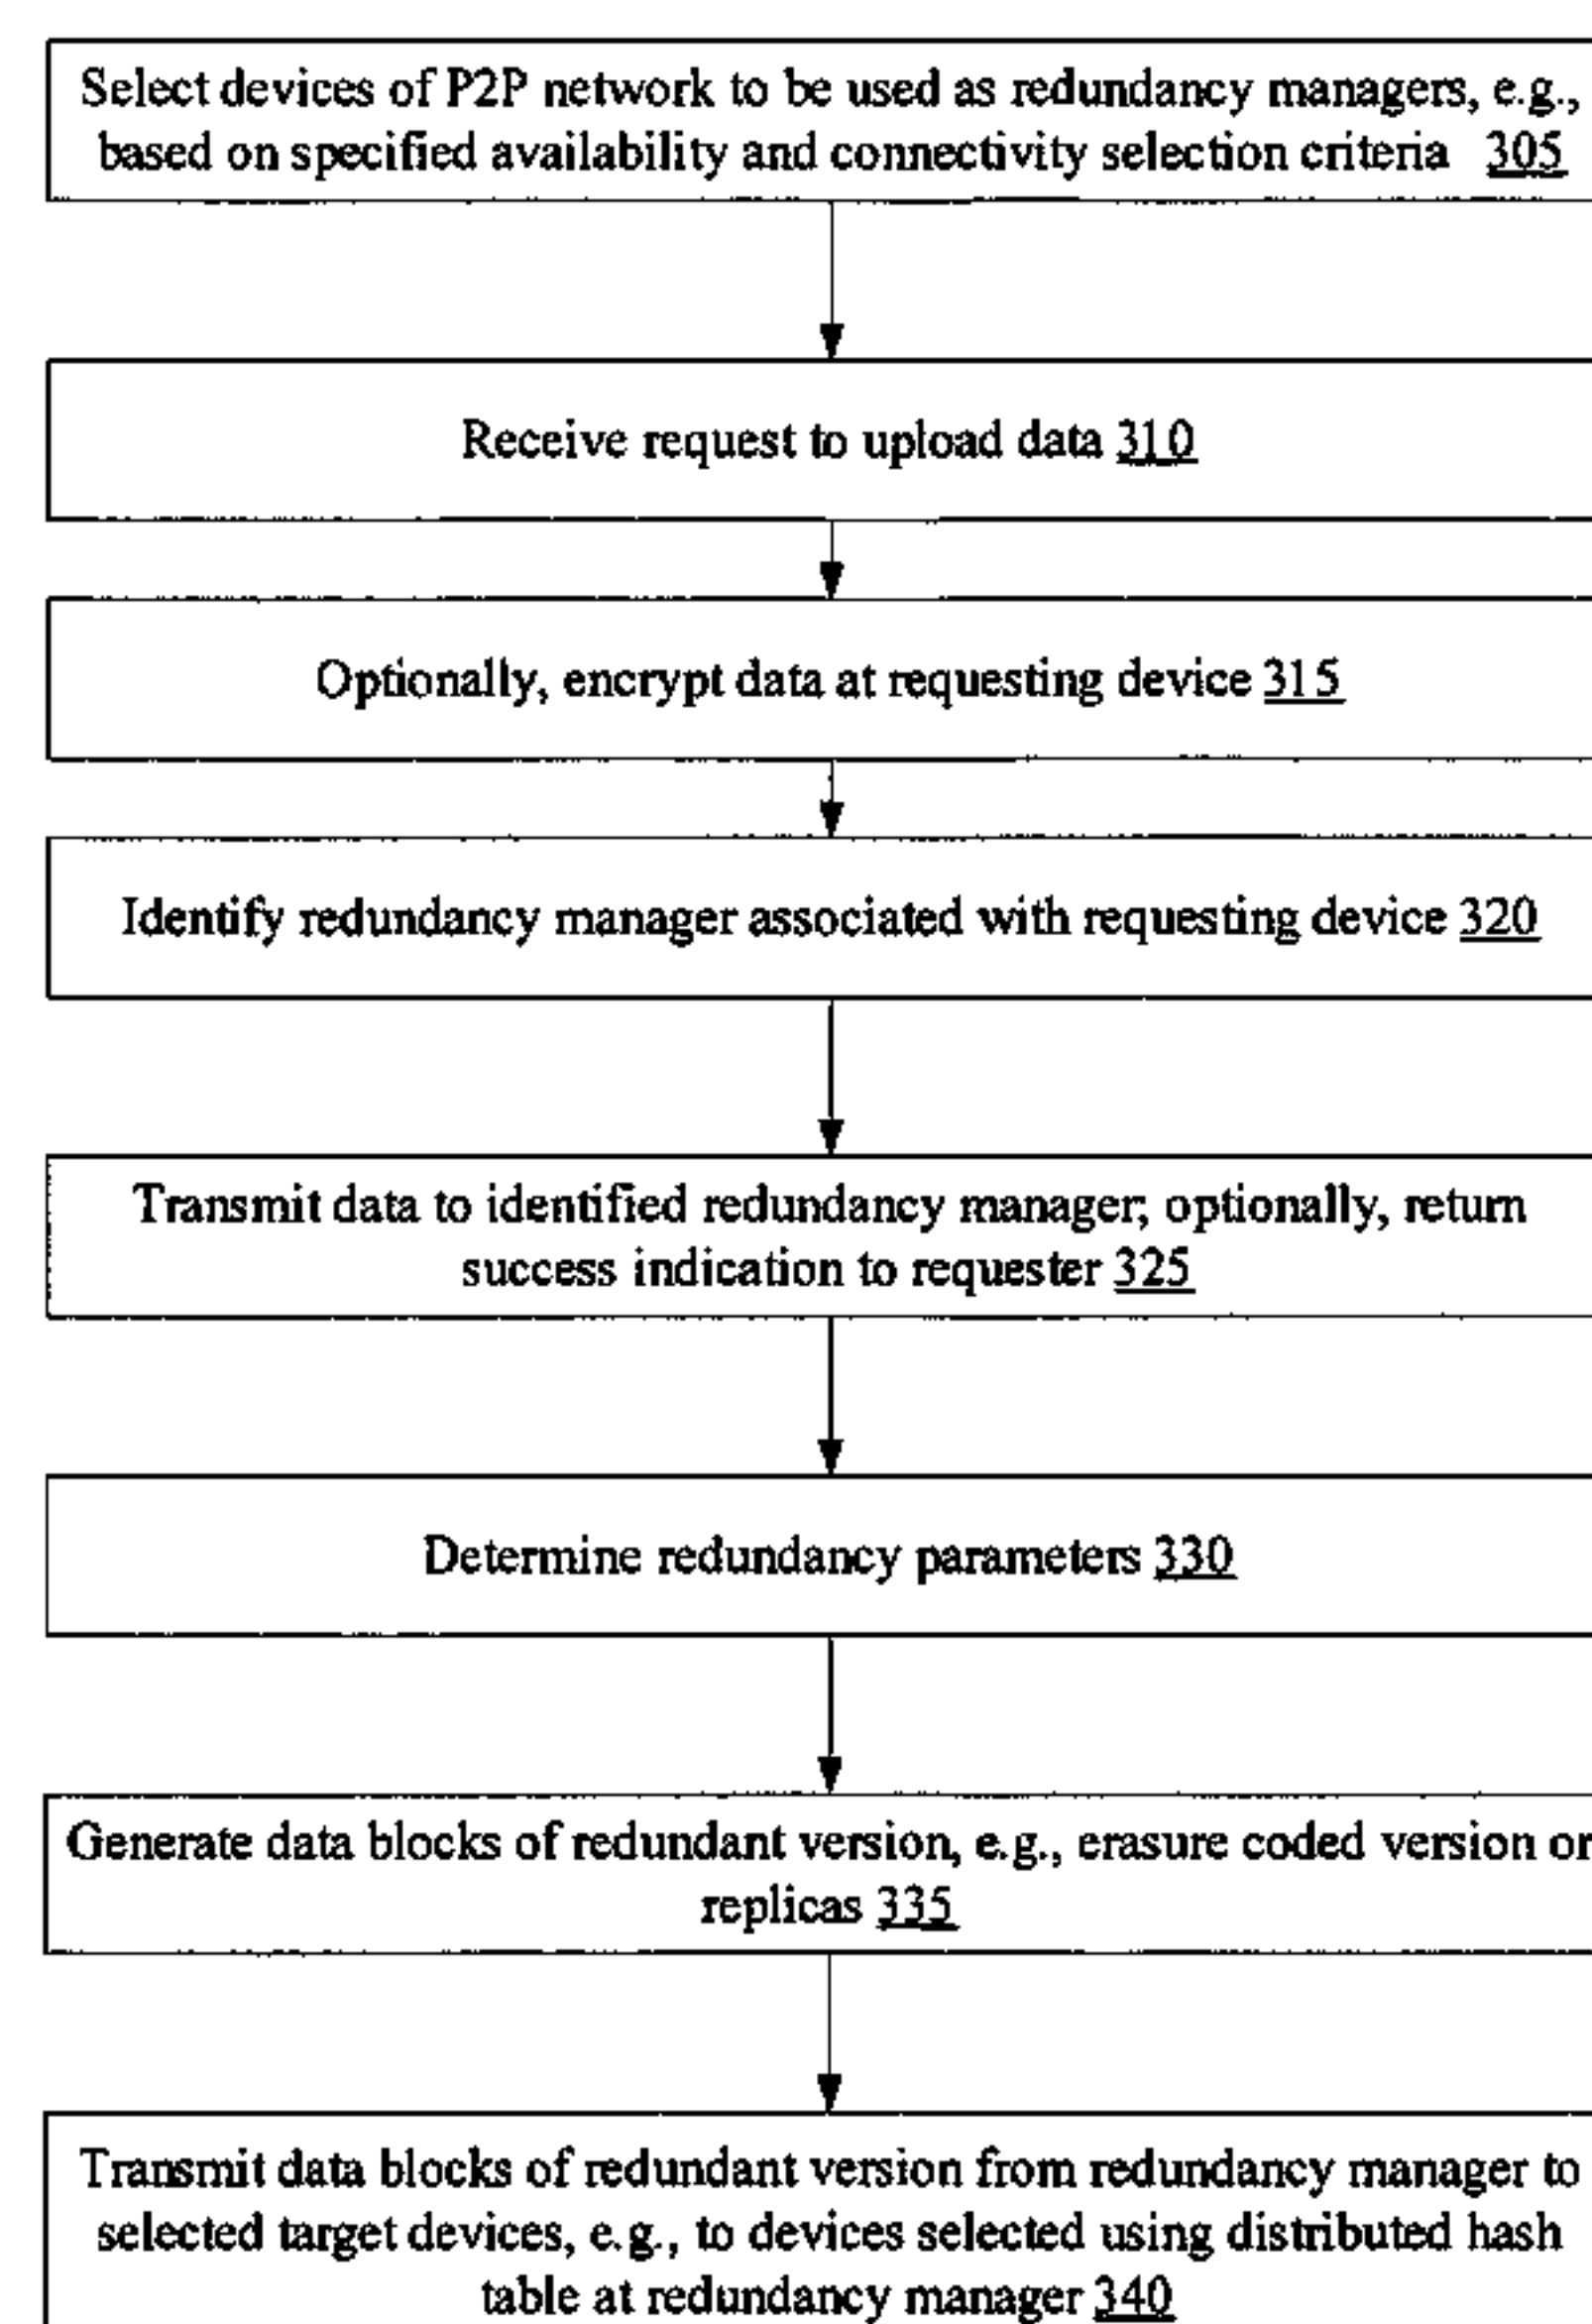 Select devices of P2P network to be used as redundancy managers, e.g.,
based on specified availability and connectivity selection criteria 305
Receive request to upload data 310
Optionally, encrypt data at requesting device 315
Identify redundancy manager associated with requesting device 320
Transmit data to identified redundancy manager; optionally, return
success indication to requester 325
Determine redundancy parameters 330
Generate data blocks of redundant version, e.g., erasure coded version or
replicas 335
Transmit data blocks of redundant version from redundancy manager to
selected target devices, e.g., to devices selected using distributed hash
table at redundancy manager 340